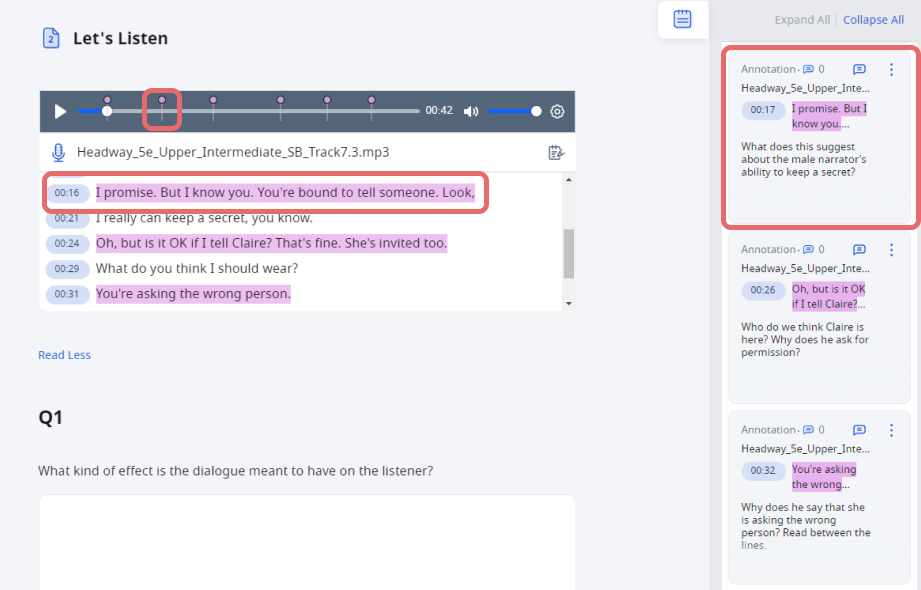 2
Let's Listen
00:42
Headway_5e_Upper_Intermediate_SB_Track7.3.mp3
00:16 I promise. But I know you. You're bound to tell someone. Look,
00:21 I really can keep a secret, you know.
00:24 Oh, but is it OK if I tell Claire? That's fine. She's invited too.
00:29 What do you think I should wear?
00:31 You're asking the wrong person.
Read Less
Q1
What kind of effect is the dialogue meant to have on the listener?
Expand All | Collapse All
Annotation · 0
Headway_5e_Upper_Inte...
00:17 I promise. But I
know you....
What does this suggest
about the male narrator's
ability to keep a secret?
Annotation · 0
Headway_5e_Upper_Inte...
00:26 Oh, but is it OK
if I tell Claire?...
Who do we think Claire is
here? Why does he ask for
permission?
Annotation · 0
Headway_5e_Upper_Inte...
00:32 You're asking
the wrong...
Why does he say that she
is asking the wrong
person? Read between the
lines.